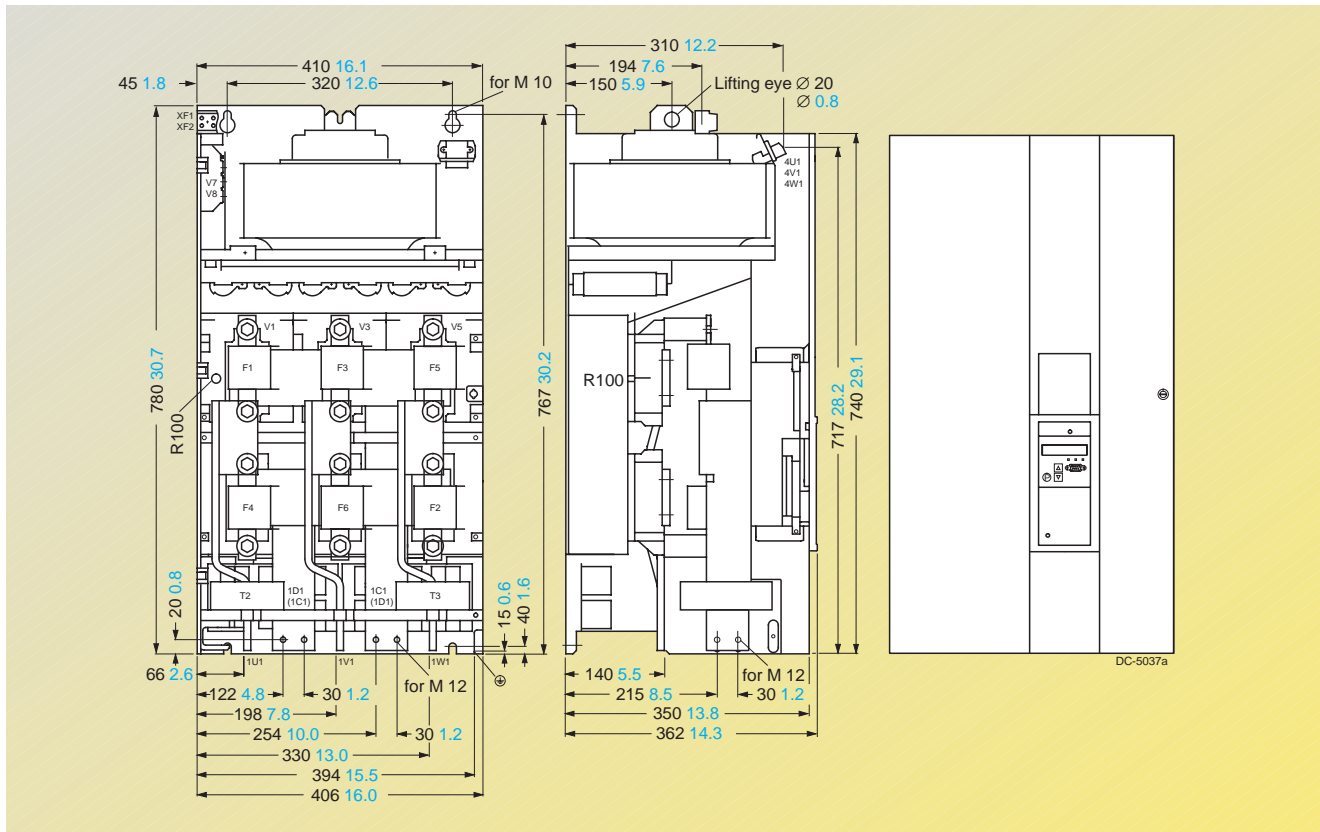 410 16.1
45 1.8
320 12.6
for M 10
XF1
XF2
V7
V8
780 30.7
767 30.2
V1
V3
V5
F1
F3
F5
R100
F4
F6
F2
T2
1D1
(1C1)
1C1
(1D1)
T3
20 0.8
15 0.6
40 1.6
1U1
1V1
1W1
66 2.6
for M 12
122 4.8
30 1.2
198 7.8
254 10.0
30 1.2
330 13.0
394 15.5
406 16.0
310 12.2
194 7.6
150 5.9
Lifting eye Ø 20
Ø 0.8
4U1
4V1
4W1
R100
717 28.2
740 29.1
for M 12
140 5.5
215 8.5
30 1.2
350 13.8
362 14.3
P
DC-5037a